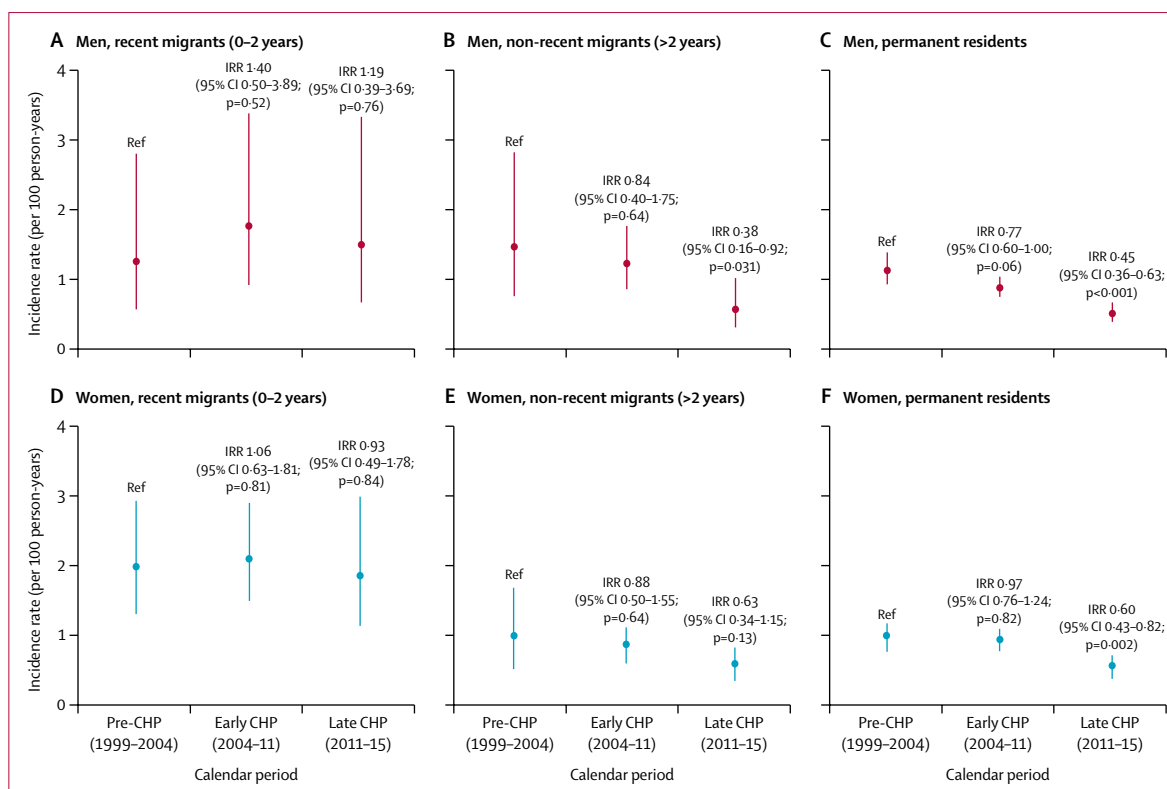 A Men, recent migrants (0–2 years)
B Men, non-recent migrants (>2 years)
C Men, permanent residents
Incidence rate (per 100 person-years)
4
3
2
1
0
Ref
IRR 1·40
(95% CI 0·50–3·89;
p=0·52)
IRR 1·19
(95% CI 0·39–3·69;
p=0·76)
Ref
IRR 0·84
(95% CI 0·40–1·75;
p=0·64)
IRR 0·38
(95% CI 0·16–0·92;
p=0·031)
Ref
IRR 0·77
(95% CI 0·60–1·00;
p=0·06)
IRR 0·45
(95% CI 0·36–0·63;
p<0·001)
D Women, recent migrants (0–2 years)
E Women, non-recent migrants (>2 years)
F Women, permanent residents
Incidence rate (per 100 person-years)
4
3
2
1
0
Ref
IRR 1·06
(95% CI 0·63–1·81;
p=0·81)
IRR 0·93
(95% CI 0·49–1·78;
p=0·84)
Ref
IRR 0·88
(95% CI 0·50–1·55;
p=0·64)
IRR 0·63
(95% CI 0·34–1·15;
p=0·13)
Ref
IRR 0·97
(95% CI 0·76–1·24;
p=0·82)
IRR 0·60
(95% CI 0·43–0·82;
p=0·002)
Pre-CHP
(1999–2004)
Early CHP
(2004–11)
Late CHP
(2011–15)
Calendar period
Pre-CHP
(1999–2004)
Early CHP
(2004–11)
Late CHP
(2011–15)
Calendar period
Pre-CHP
(1999–2004)
Early CHP
(2004–11)
Late CHP
(2011–15)
Calendar period